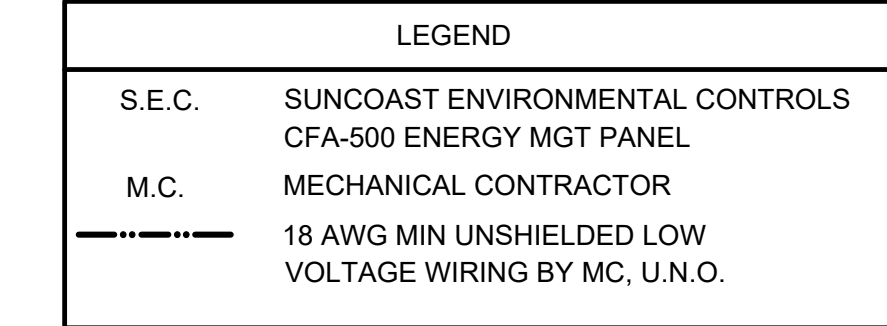 LEGEND
S.E.C. SUNCOAST ENVIRONMENTAL CONTROLS
CFA-500 ENERGY MGT PANEL
M.C. MECHANICAL CONTRACTOR
18 AWG MIN UNSHIELDED LOW
VOLTAGE WIRING BY MC, U.N.O.